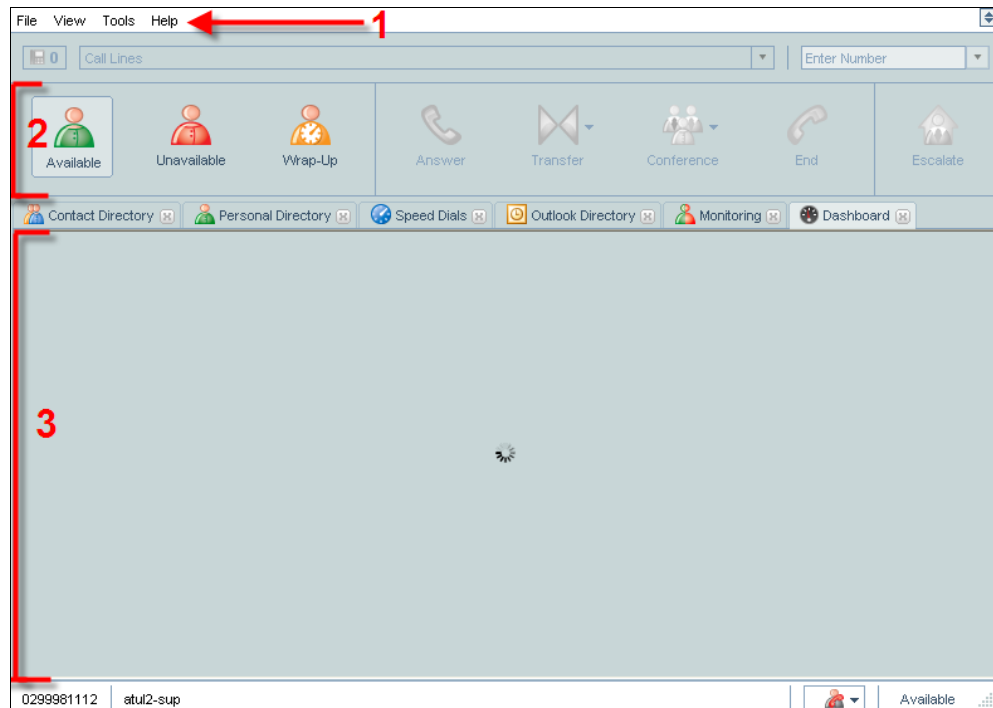 File View Tools Help 1
0 Call Lines Enter Number
2
Available Unavailable Wrap-Up Answer Transfer Conference End Escalate
Contact Directory Personal Directory Speed Dials Outlook Directory Monitoring Dashboard
3
0299981112 atul2-sup Available